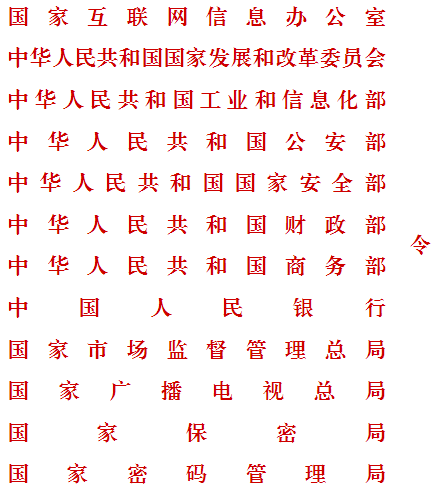 国家互联网信息办公室
中华人民共和国国家发展和改革委员会
中华人民共和国工业和信息化部
中华人民共和国公安部
中华人民共和国国家安全部
中华人民共和国财政部
中华人民共和国商务部
中国人民银行
国家市场监督管理总局
国家广播电视总局
国家保密局
国家密码管理局
令